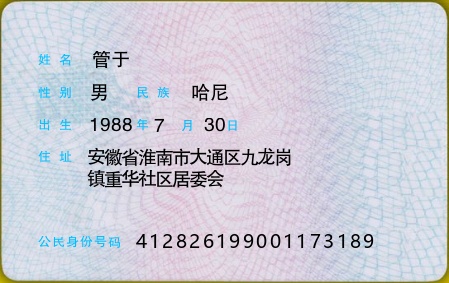 姓名 管于
性别 男 民族 哈尼
出生 1988 年 7 月 30 日
住址 安徽省淮南市大通区九龙岗
镇重华社区居委会
公民身份号码 412826199001173189